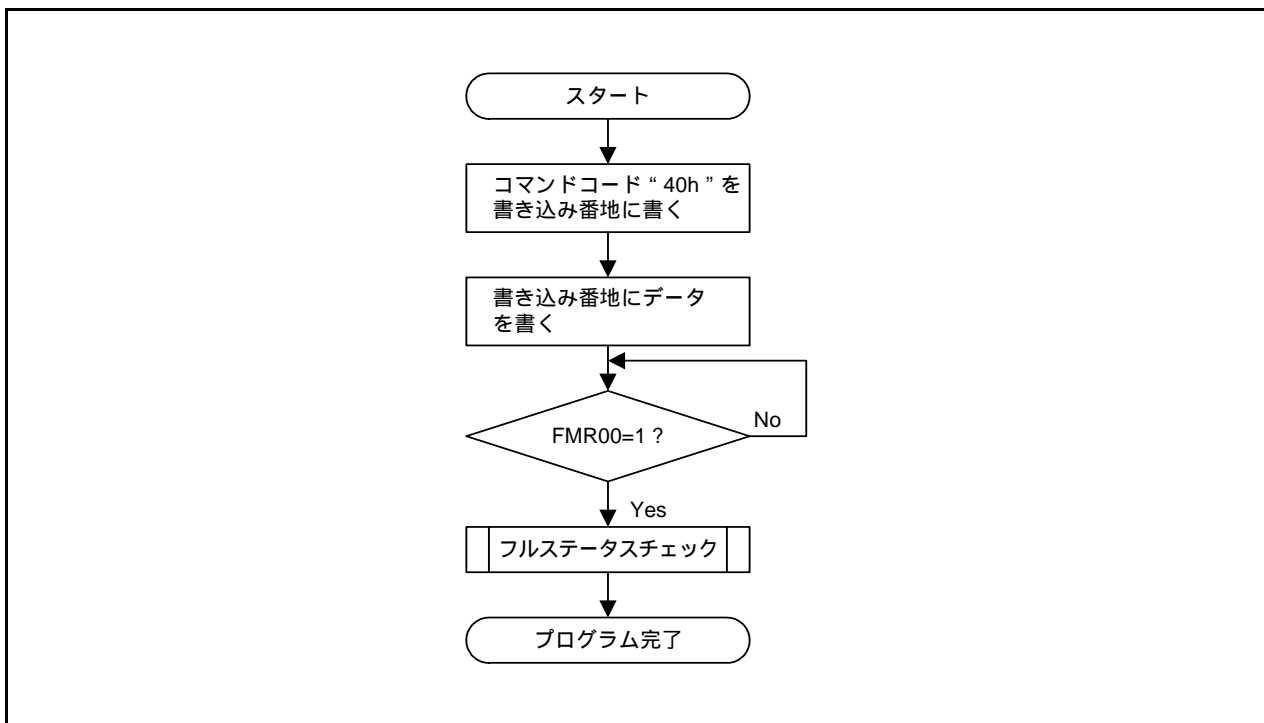 スタート
コマンドコード“ 40h ”を
書き込み番地に書く
書き込み番地にデータ
を書く
FMR00=1 ?
No
Yes
フルステータスチェック
プログラム完了